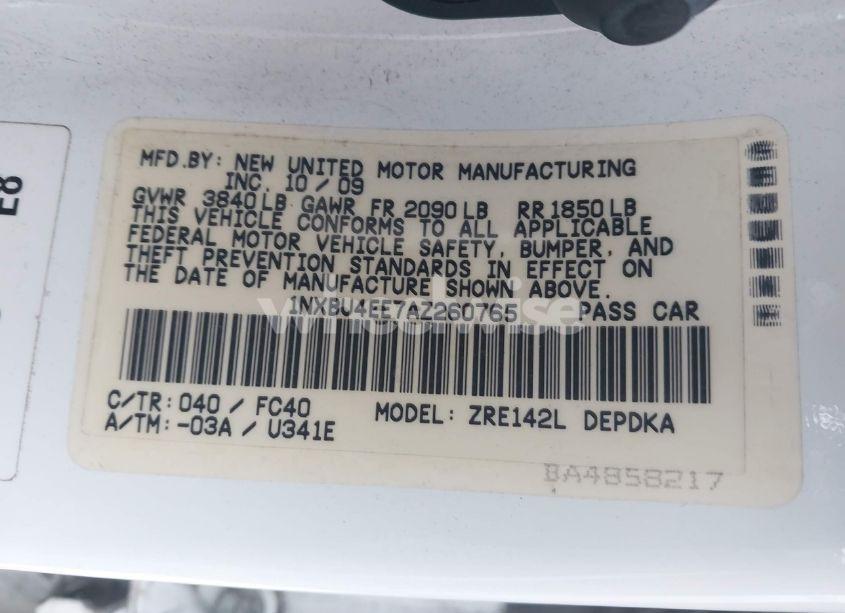 E8
MFD.BY: NEW UNITED MOTOR MANUFACTURING
INC. 10 / 09
GVWR 3840 LB GAWR FR 2090 LB RR 1850 LB
THIS VEHICLE CONFORMS TO ALL APPLICABLE
FEDERAL MOTOR VEHICLE SAFETY, BUMPER, AND
THEFT PREVENTION STANDARDS IN EFFECT ON
THE DATE OF MANUFACTURE SHOWN ABOVE.
1NXBU4EE7AZ260765 PASS CAR
C/TR: 040 / FC40 MODEL: ZRE142L DEPDKA
A/TM: -03A / U341E
BA4858217